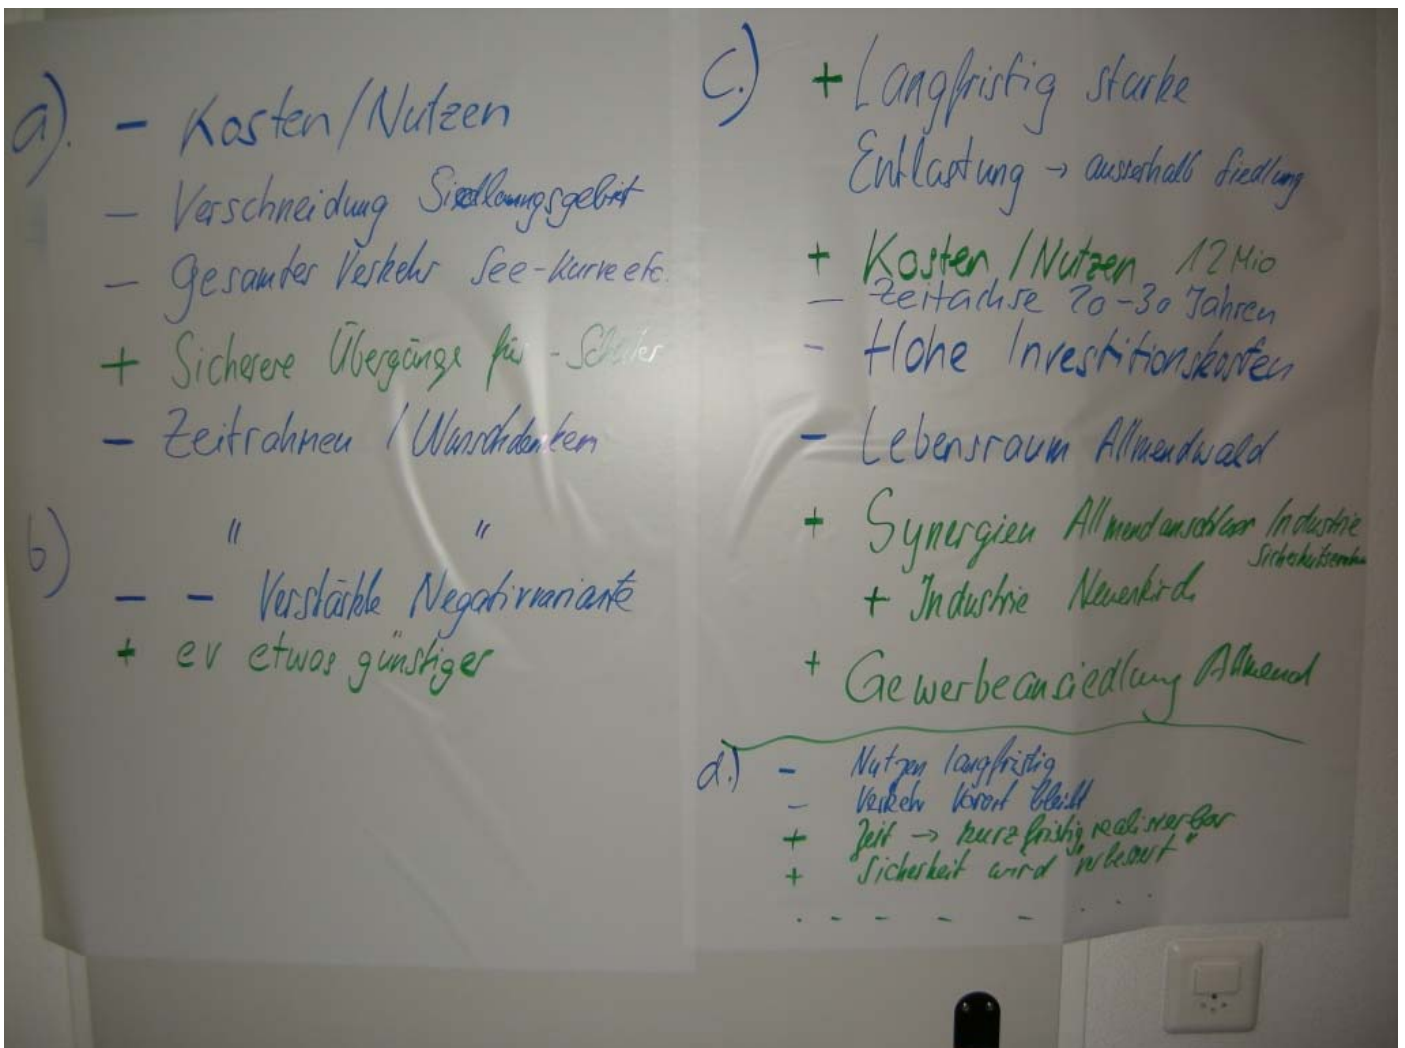 a). – Kosten/Nutzen
– Verschneidung Siedlungsgebiet
– Gesamter Verkehr See-Kurve etc.
+ Sicherere Übergänge für - Schüler
– Zeitrahmen / Wunschdenken
b) " "
– – Verstärkte Negativvariante
+ ev etwas günstiger
c.) + Langfristig starke
Entlastung → ausserhalb Siedlung
+ Kosten/Nutzen 12 Mio
– Zeitachse 20-30 Jahren
– Hohe Investitionskosten
– Lebensraum Allmendwald
+ Synergien Allmendanschluss Industrie
+ Industrie Neuenkirch
+ Gewerbeansiedlung Allmend
d.) – Nutzen langfristig
– Verkehr Vorort bleibt
+ Zeit → kurzfristig realisierbar
+ Sicherheit wird "verbessert"